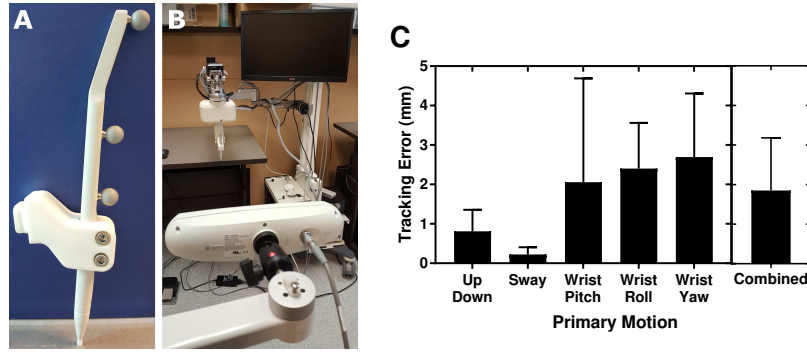 A
B
C
Tracking Error (mm)
5
4
3
2
1
0
Up
Down
Sway
Wrist
Pitch
Wrist
Roll
Wrist
Yaw
Combined
Primary Motion